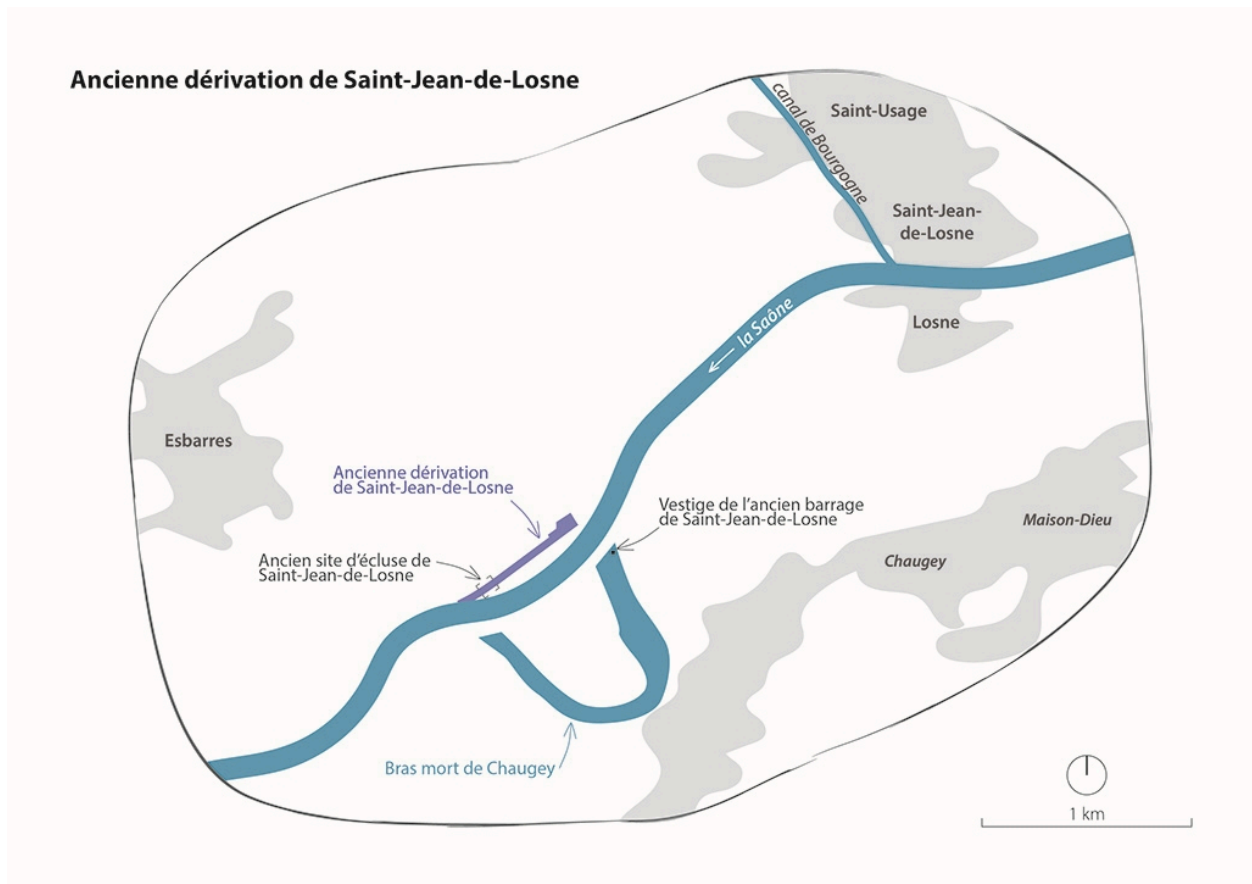 Ancienne dérivation de Saint-Jean-de-Losne
canal de Bourgogne
Saint-Usage
Saint-Jean-
de-Losne
Losne
la Saône
Esbarres
Ancienne dérivation
de Saint-Jean-de-Losne
Vestige de l'ancien barrage
de Saint-Jean-de-Losne
Maison-Dieu
Chaugey
Ancien site d'écluse de
Saint-Jean-de-Losne
Bras mort de Chaugey
1 km